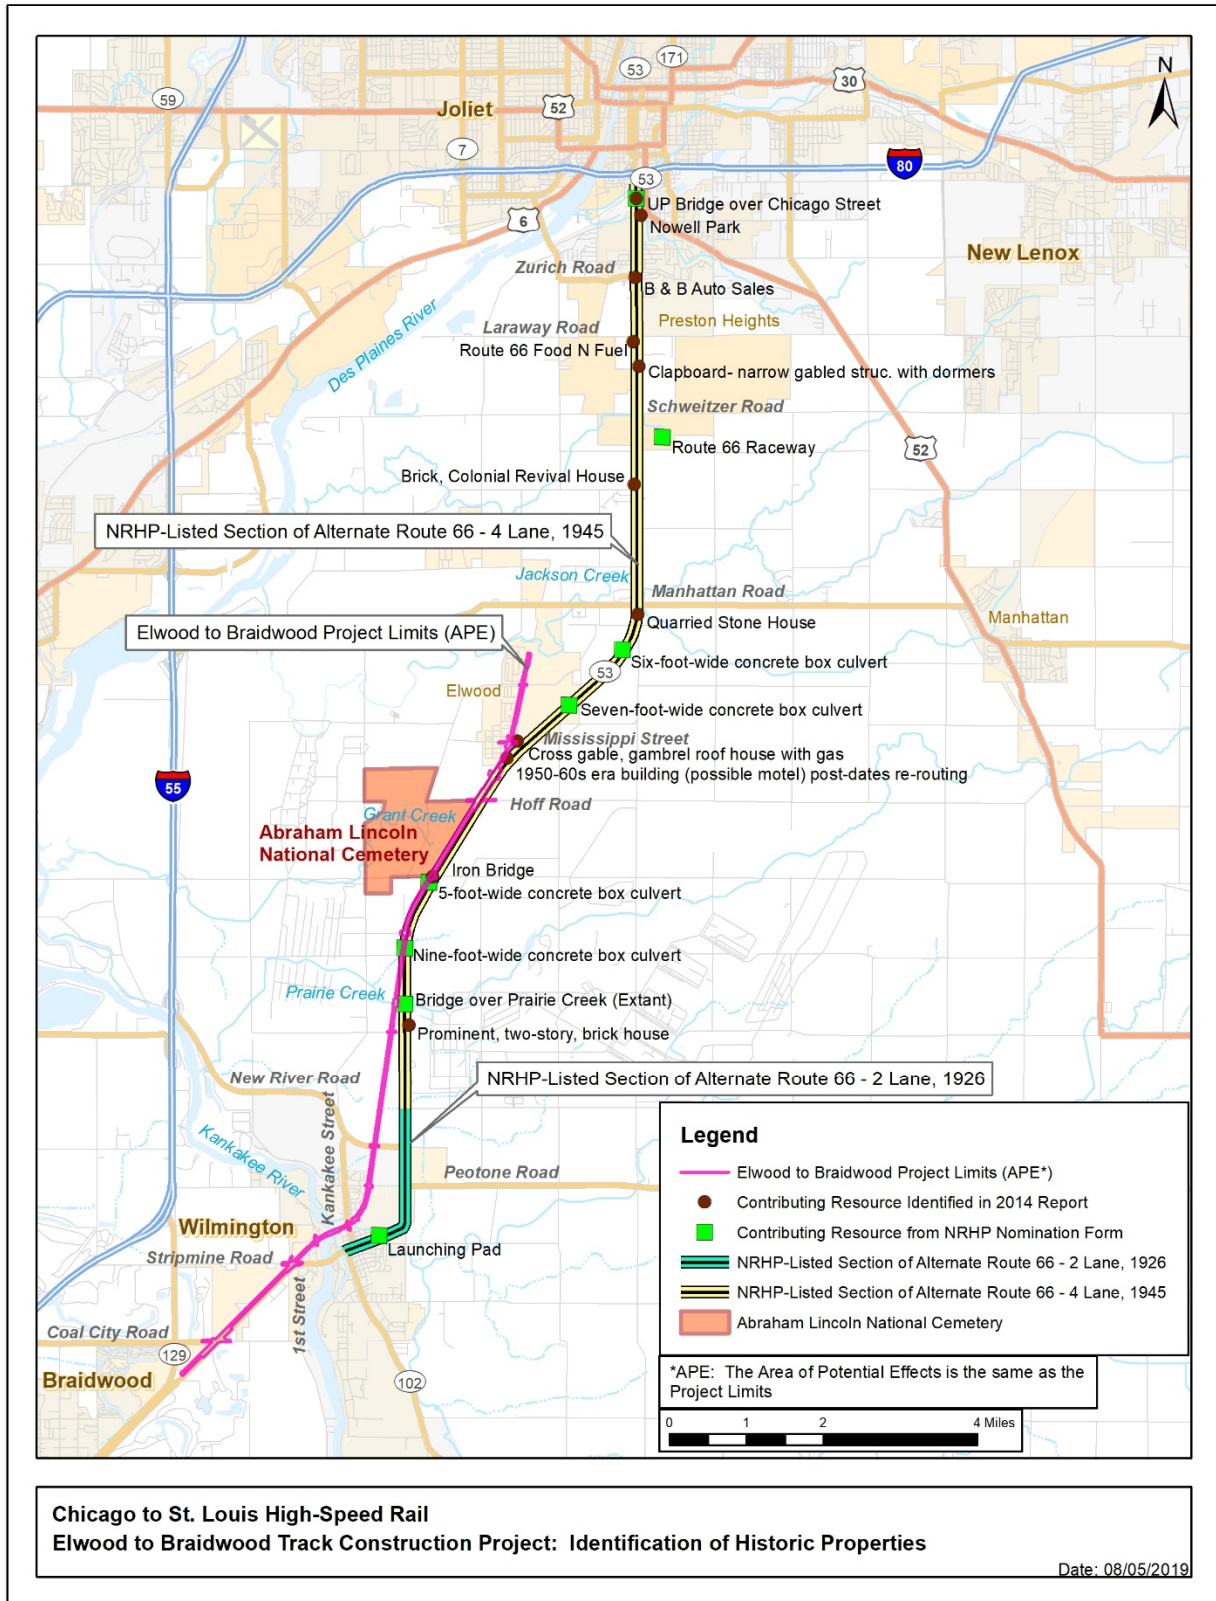 N
171
53
30
59
52
Joliet
7
80
53
UP Bridge over Chicago Street
Nowell Park
6
New Lenox
Zurich Road
B & B Auto Sales
Des Plaines River
Laraway Road
Preston Heights
Route 66 Food N Fuel
Clapboard- narrow gabled struc. with dormers
Schweitzer Road
Route 66 Raceway
52
Brick, Colonial Revival House
NRHP-Listed Section of Alternate Route 66 - 4 Lane, 1945
Jackson Creek
Manhattan Road
Manhattan
Quarried Stone House
Elwood to Braidwood Project Limits (APE)
Six-foot-wide concrete box culvert
53
Elwood
Seven-foot-wide concrete box culvert
Mississippi Street
Cross gable, gambrel roof house with gas
1950-60s era building (possible motel) post-dates re-routing
55
Hoff Road
Grant Creek
Abraham Lincoln
National Cemetery
Iron Bridge
5-foot-wide concrete box culvert
Nine-foot-wide concrete box culvert
Prairie Creek
Bridge over Prairie Creek (Extant)
Prominent, two-story, brick house
New River Road
NRHP-Listed Section of Alternate Route 66 - 2 Lane, 1926
Kankakee Street
Kankakee River
Peotone Road
Wilmington
Launching Pad
Stripmine Road
1st Street
Coal City Road
129
Braidwood
102
Legend
Elwood to Braidwood Project Limits (APE*)
Contributing Resource Identified in 2014 Report
Contributing Resource from NRHP Nomination Form
NRHP-Listed Section of Alternate Route 66 - 2 Lane, 1926
NRHP-Listed Section of Alternate Route 66 - 4 Lane, 1945
Abraham Lincoln National Cemetery
*APE: The Area of Potential Effects is the same as the
Project Limits
0 1 2 4 Miles
Chicago to St. Louis High-Speed Rail
Elwood to Braidwood Track Construction Project: Identification of Historic Properties
Date: 08/05/2019